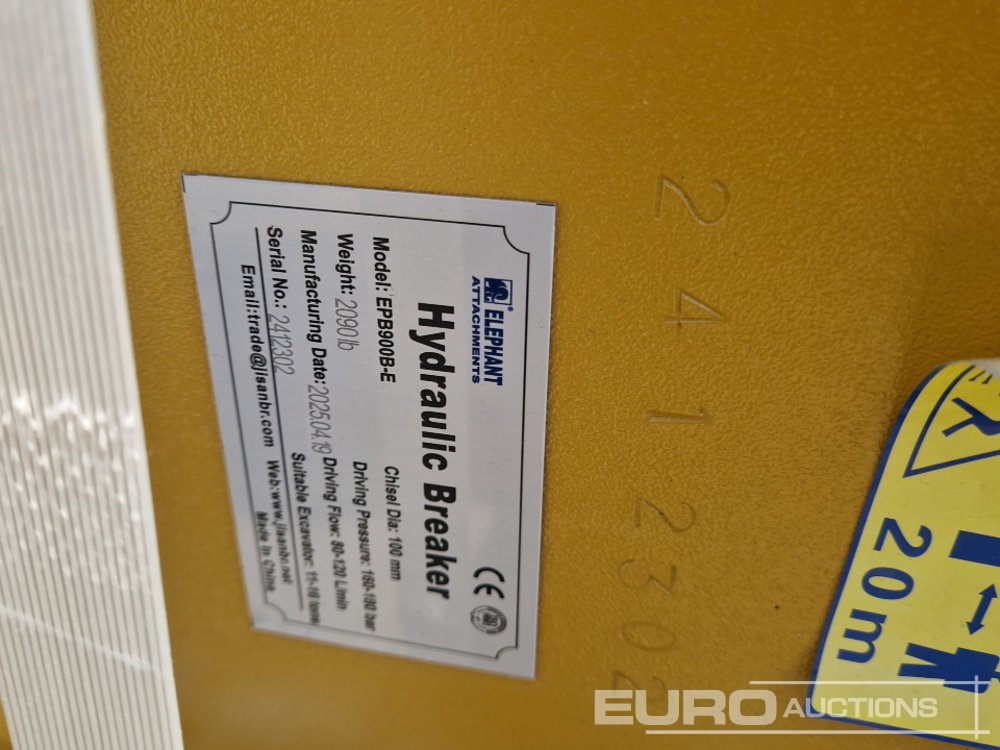 ELEPHANT
ATTACHMENTS
CE
Hydraulic Breaker
Model: EPB900B-E
Chisel Dia: 100 mm
Weight: 2090lb
Driving Pressure: 160-180 bar
Manufacturing Date: 2025.04.19
Driving Flow: 80-120 L/min
Serial No.: 2412302
Suitable Excavator: 11-16 tons
Email:trade@jisanbr.com
Web:www.jisanbr.net
Made in China
2412302
20m
EURO AUCTIONS